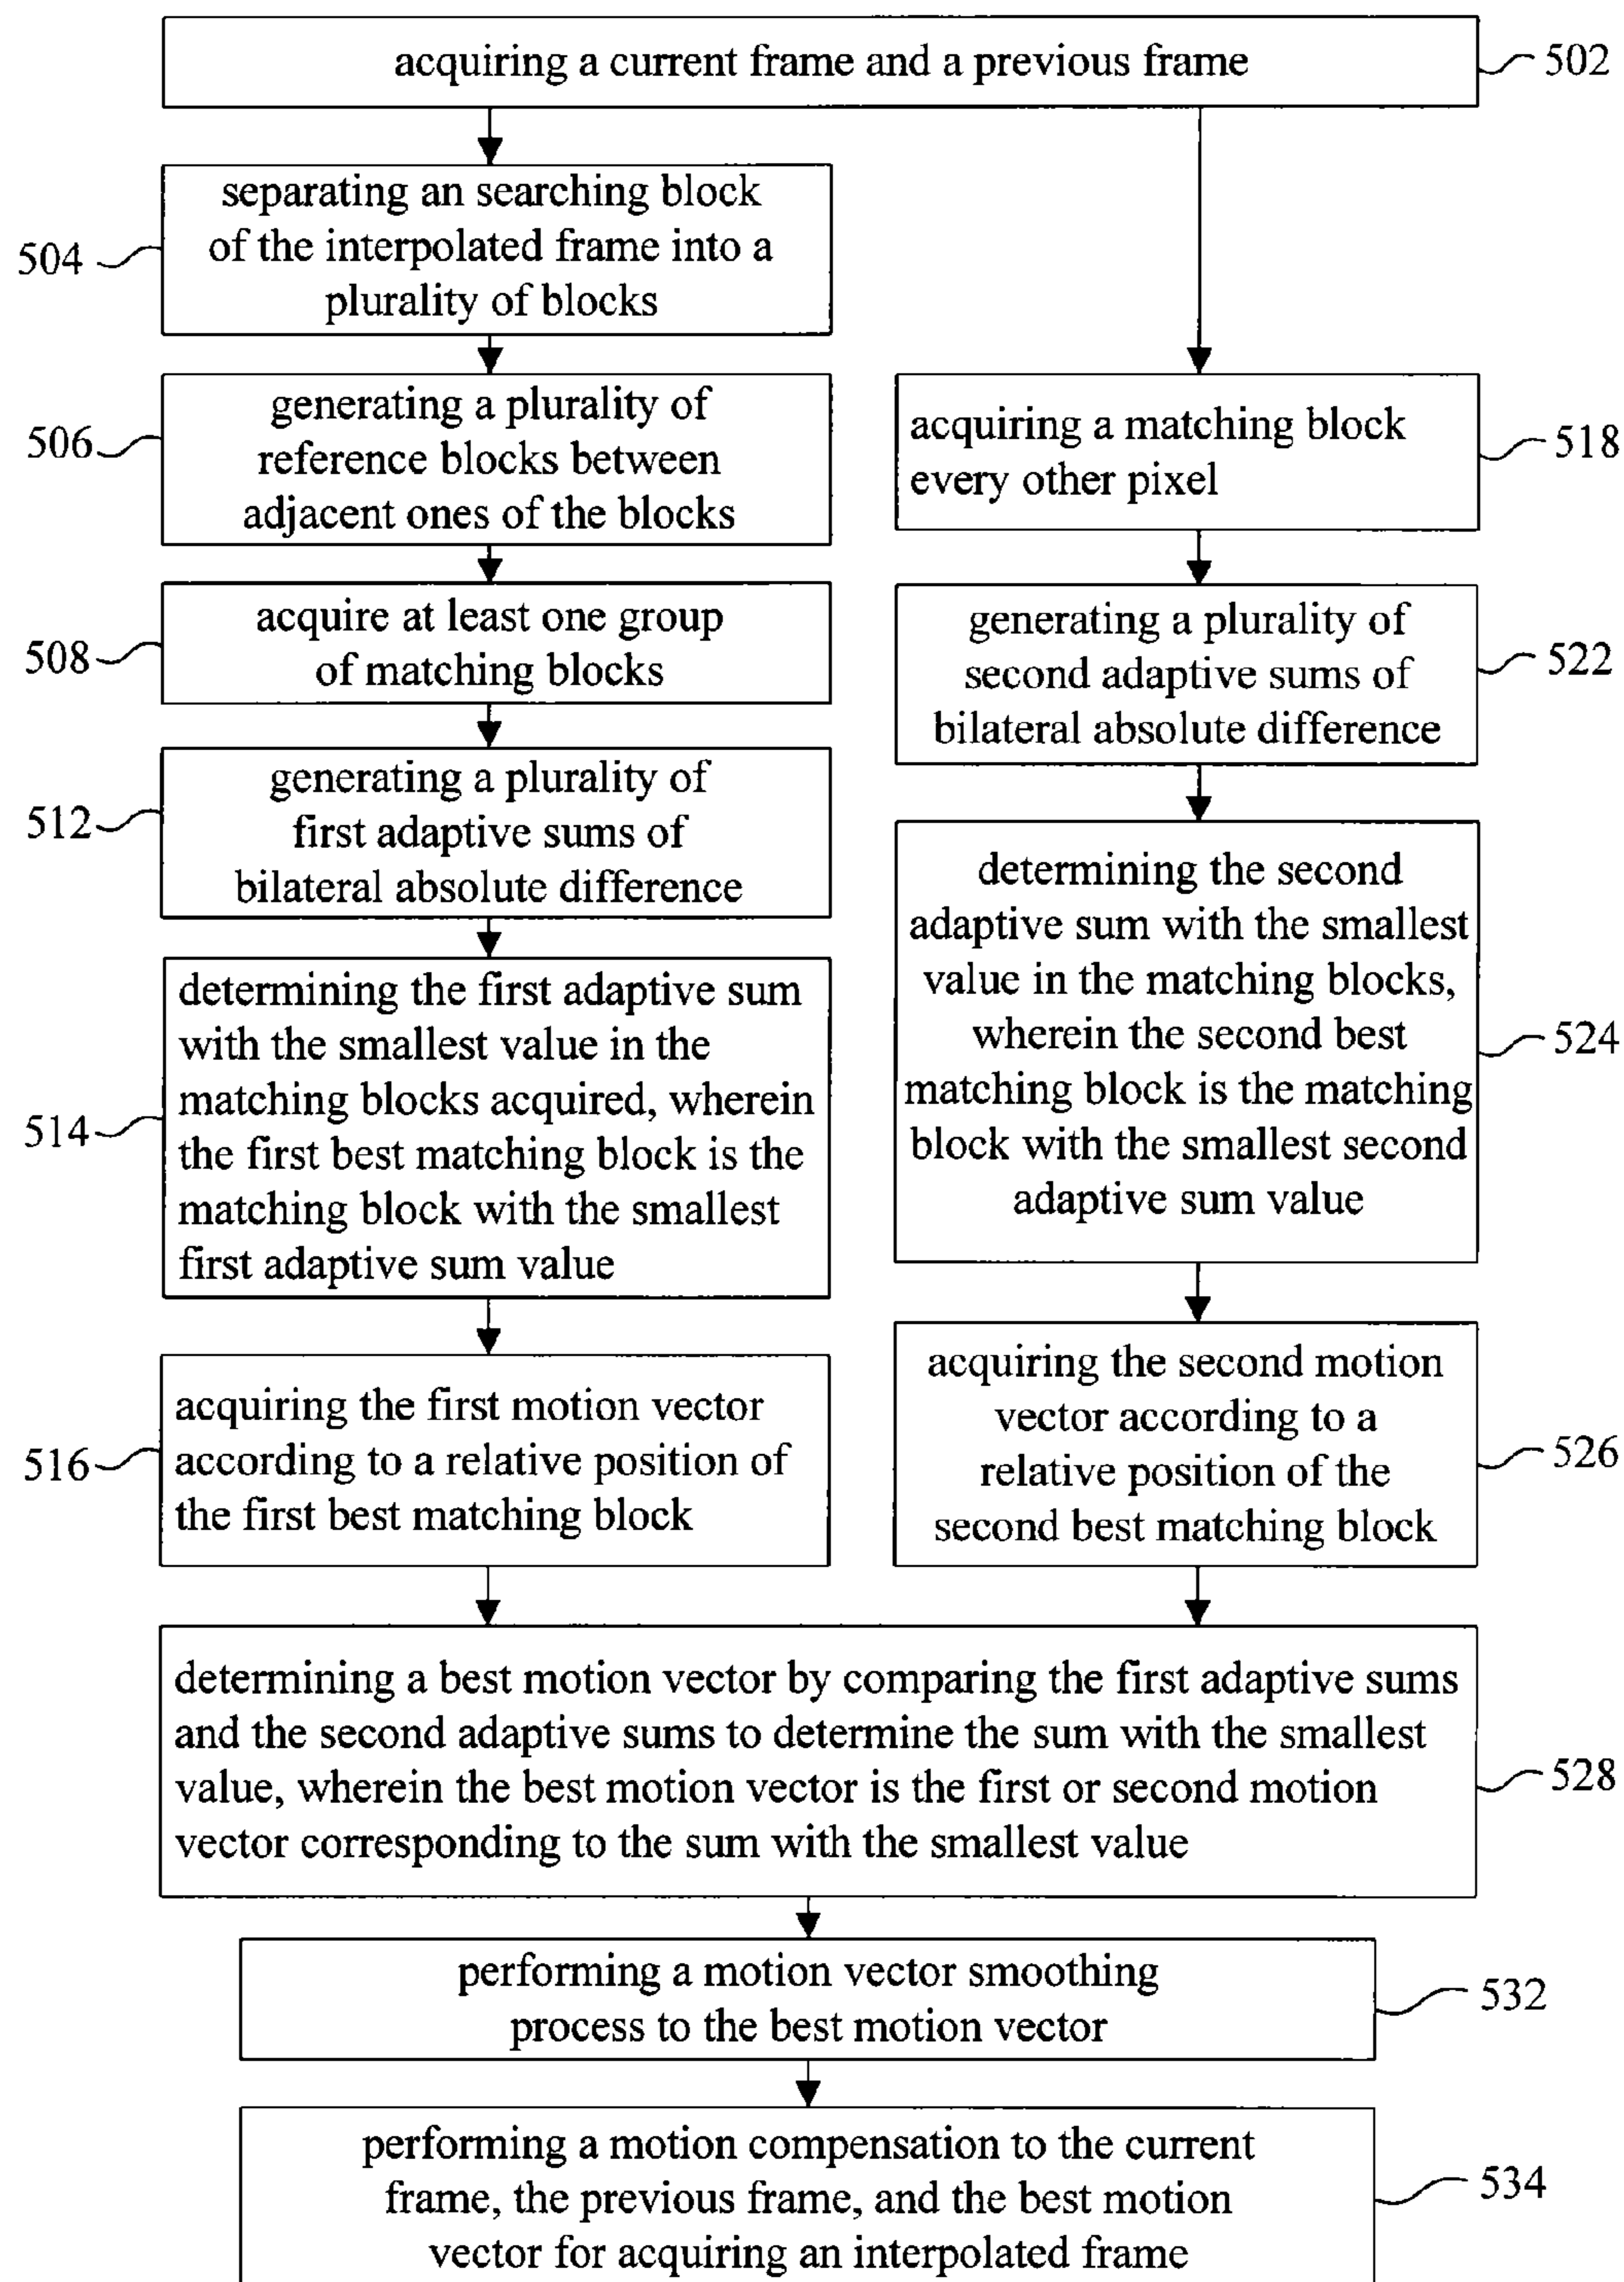 acquiring a current frame and a previous frame
502
separating an searching block
of the interpolated frame into a
plurality of blocks
504
generating a plurality of
reference blocks between
adjacent ones of the blocks
506
acquire at least one group
of matching blocks
508
generating a plurality of
first adaptive sums of
bilateral absolute difference
512
determining the first adaptive sum
with the smallest value in the
matching blocks acquired, wherein
the first best matching block is the
matching block with the smallest
first adaptive sum value
514
acquiring the first motion vector
according to a relative position of
the first best matching block
516
acquiring a matching block
every other pixel
518
generating a plurality of
second adaptive sums of
bilateral absolute difference
522
determining the second
adaptive sum with the smallest
value in the matching blocks,
wherein the second best
matching block is the matching
block with the smallest second
adaptive sum value
524
acquiring the second motion
vector according to a
relative position of the
second best matching block
526
determining a best motion vector by comparing the first adaptive sums
and the second adaptive sums to determine the sum with the smallest
value, wherein the best motion vector is the first or second motion
vector corresponding to the sum with the smallest value
528
performing a motion vector smoothing
process to the best motion vector
532
performing a motion compensation to the current
frame, the previous frame, and the best motion
vector for acquiring an interpolated frame
534